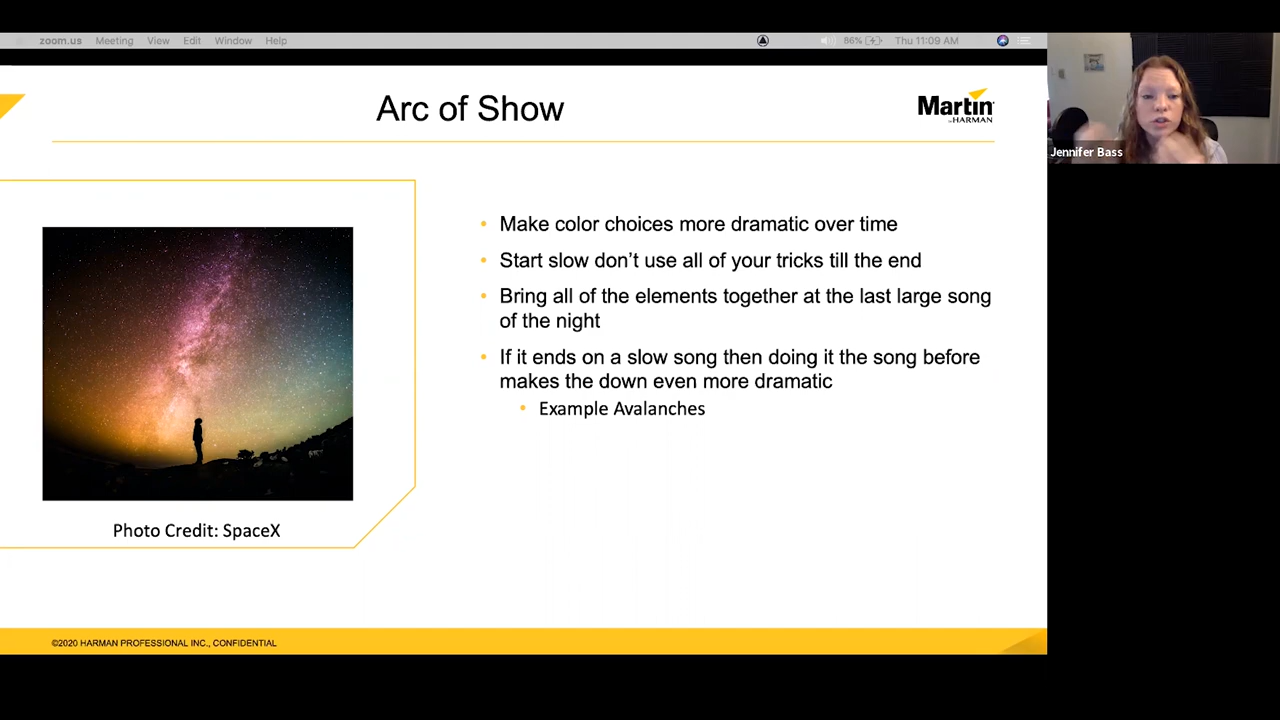 zoom.us Meeting View Edit Window Help 86% Thu 11:09 AM
Arc of Show
Martin
by HARMAN
Jennifer Bass
• Make color choices more dramatic over time
• Start slow don’t use all of your tricks till the end
• Bring all of the elements together at the last large song
of the night
• If it ends on a slow song then doing it the song before
makes the down even more dramatic
• Example Avalanches
Photo Credit: SpaceX
©2020 HARMAN PROFESSIONAL INC., CONFIDENTIAL